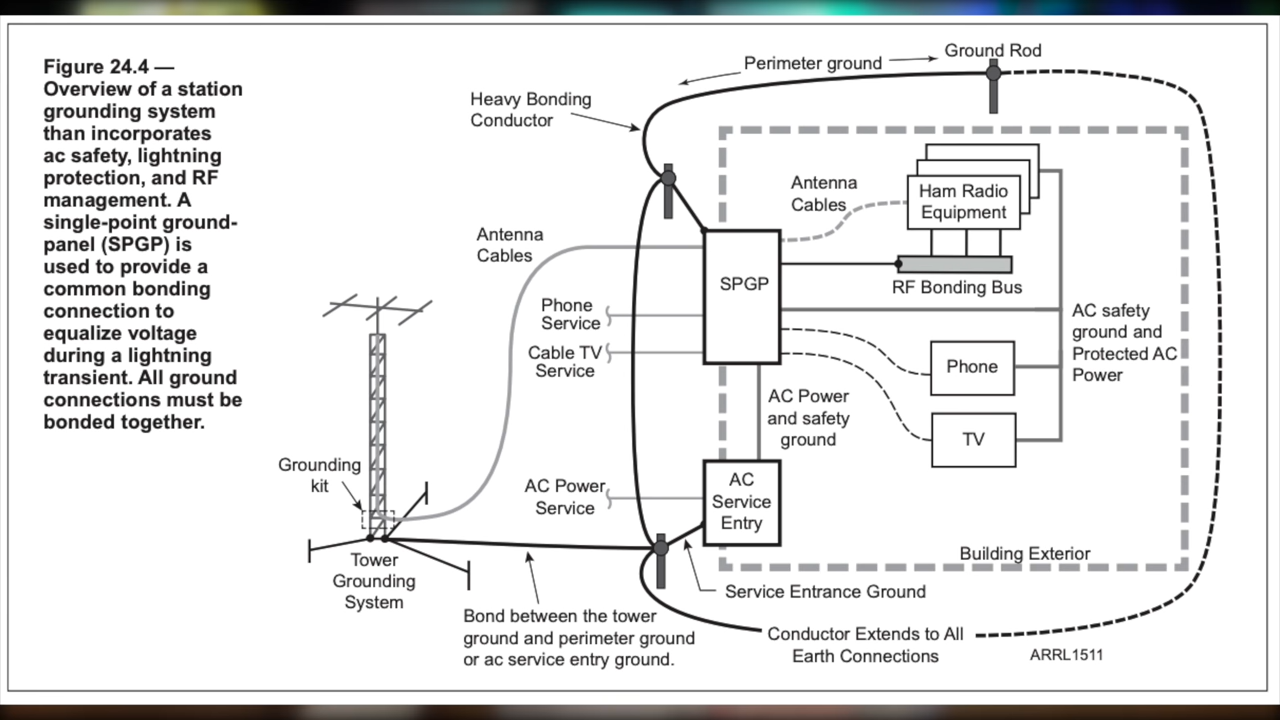 Figure 24.4 —
Overview of a station
grounding system
than incorporates
ac safety, lightning
protection, and RF
management. A
single-point ground-
panel (SPGP) is
used to provide a
common bonding
connection to
equalize voltage
during a lightning
transient. All ground
connections must be
bonded together.
Perimeter ground
Ground Rod
Heavy Bonding
Conductor
Antenna
Cables
Ham Radio
Equipment
Antenna
Cables
SPGP
RF Bonding Bus
Phone
Service
Cable TV
Service
AC safety
ground and
Protected AC
Power
Phone
AC Power
and safety
ground
TV
Grounding
kit
AC Power
Service
AC
Service
Entry
Building Exterior
Tower
Grounding
System
Service Entrance Ground
Bond between the tower
ground and perimeter ground
or ac service entry ground.
Conductor Extends to All
Earth Connections
ARRL1511